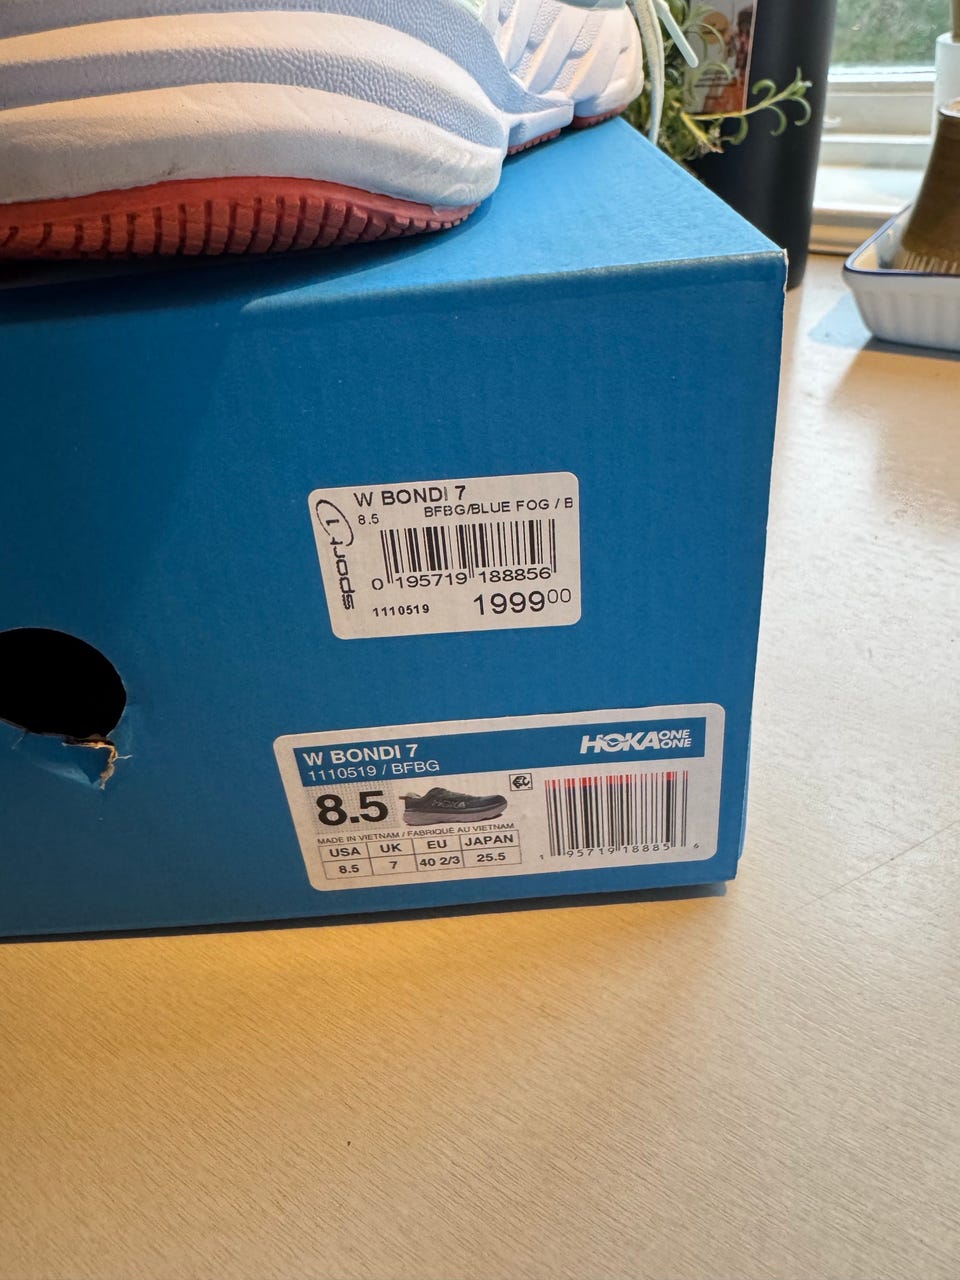 W BONDI 7
8.5 BFBG/BLUE FOG / B
sport 1
0 195719 188856
1110519 1999 00
W BONDI 7
HOKA ONE ONE
1110519 / BFBG
8.5
HOKA
MADE IN VIETNAM / FABRIQUÉ AU VIETNAM
USA UK EU JAPAN
8.5 7 40 2/3 25.5
1 95719 18885 6